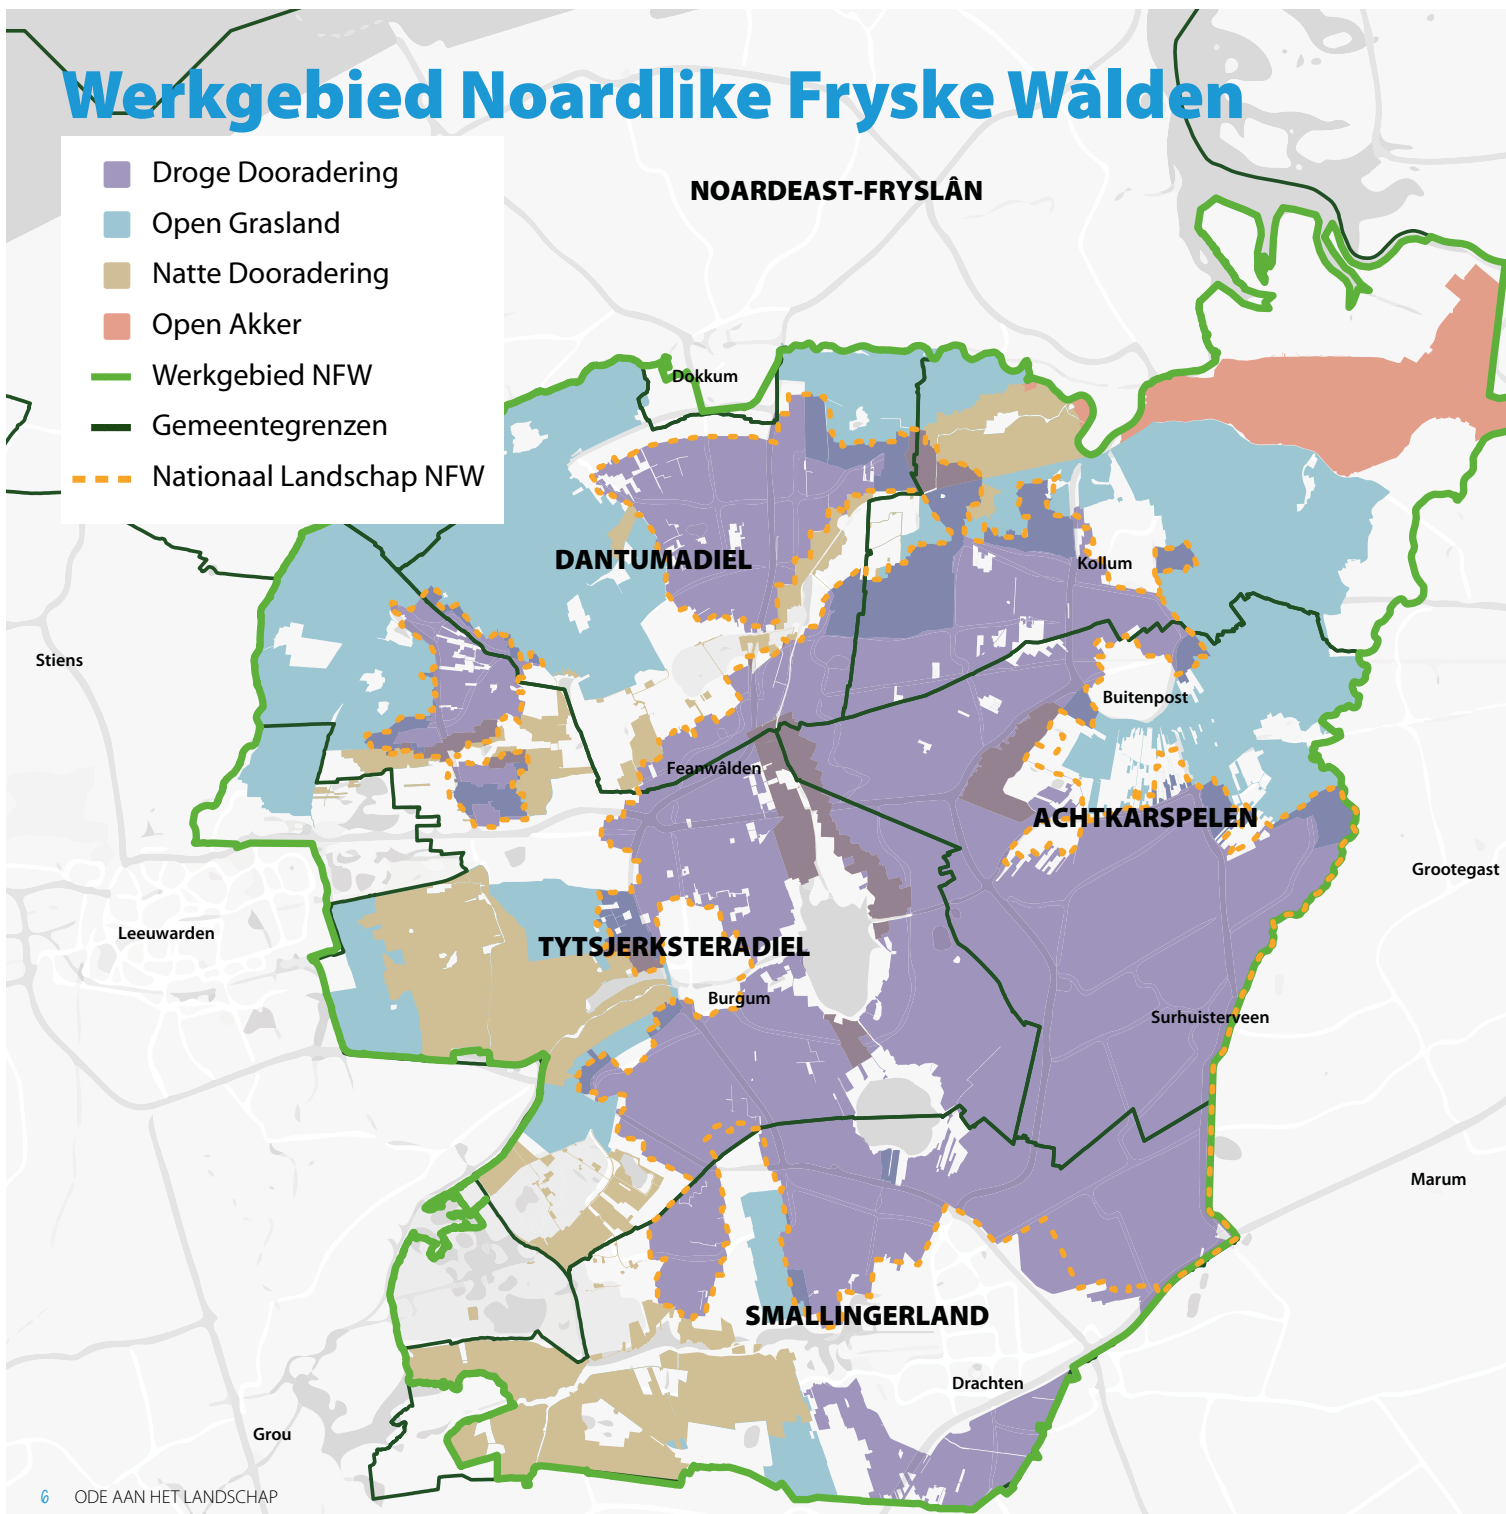 Werkgebied Noardlike Fryske Wâlden
Droge Dooradering
Open Grasland
Natte Dooradering
Open Akker
Werkgebied NFW
Gemeentegrenzen
Nationaal Landschap NFW
NOARDEAST-FRYSLÂN
Dokkum
DANTUMADIEL
Kollum
Stiens
Buitenpost
Feanwâlden
ACHTKARSPELEN
Grootegast
Leeuwarden
TYTSJERKSTERADIEL
Burgum
Surhuisterveen
Marum
SMALLINGERLAND
Drachten
Grou
6 ODE AAN HET LANDSCHAP